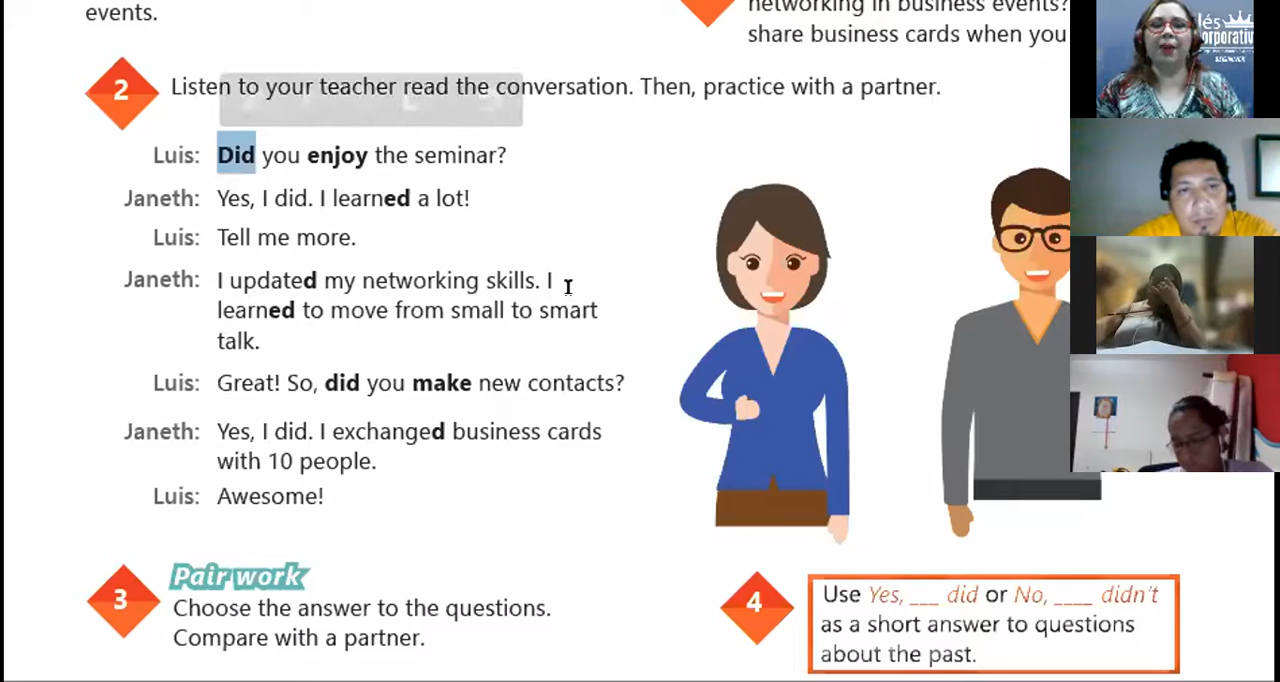 events.
networking in business events?
share business cards when you
2 Listen to your teacher read the conversation. Then, practice with a partner.
Luis: Did you enjoy the seminar?
Janeth: Yes, I did. I learned a lot!
Luis: Tell me more.
Janeth: I updated my networking skills. I
learned to move from small to smart
talk.
Luis: Great! So, did you make new contacts?
Janeth: Yes, I did. I exchanged business cards
with 10 people.
Luis: Awesome!
3 Pair work
Choose the answer to the questions.
Compare with a partner.
4 Use Yes, ___ did or No, ____ didn't
as a short answer to questions
about the past.
lés
orporativ